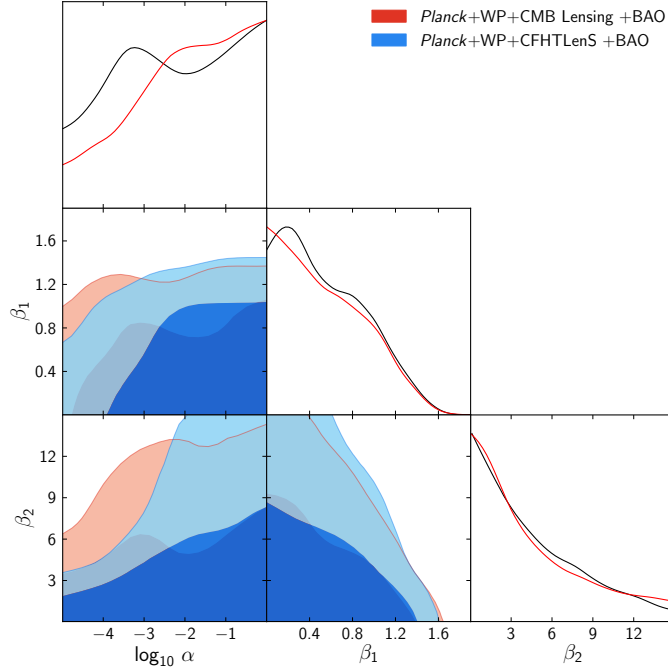 Planck+WP+CMB Lensing +BAO
Planck+WP+CFHTLenS +BAO
1.6
1.2
0.8
0.4
β₁
12
9
6
3
β₂
−4 −3 −2 −1
log₁₀ α
0.4 0.8 1.2 1.6
β₁
3 6 9 12
β₂